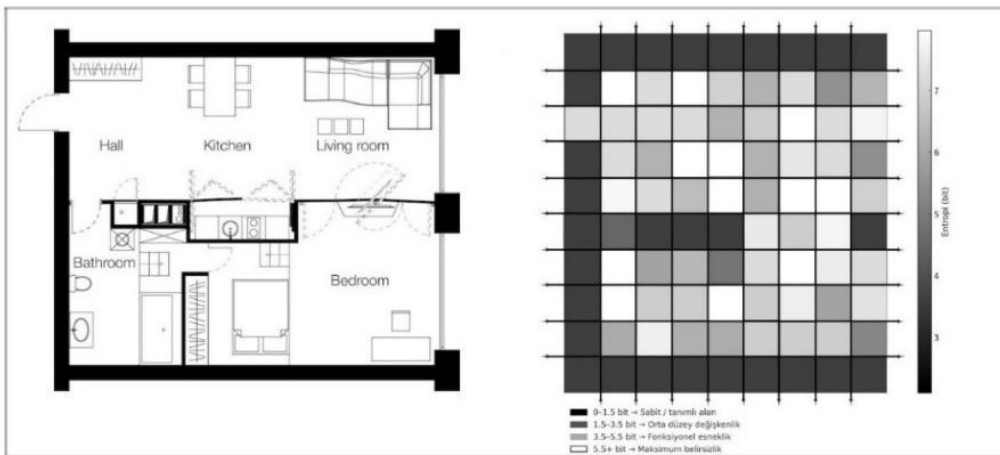 Hall
Kitchen
Living room
Bathroom
Bedroom
7
6
5
4
3
Entropi (bit)
0–1.5 bit → Sabit / tanımlı alan
1.5–3.5 bit → Orta düzey değişkenlik
3.5–5.5 bit → Fonksiyonel esneklik
5.5+ bit → Maksimum belirsizlik